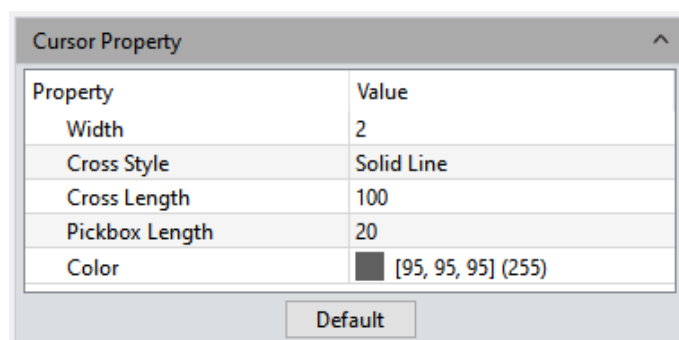 Cursor Property
Property Value
Width 2
Cross Style Solid Line
Cross Length 100
Pickbox Length 20
Color [95, 95, 95] (255)
Default